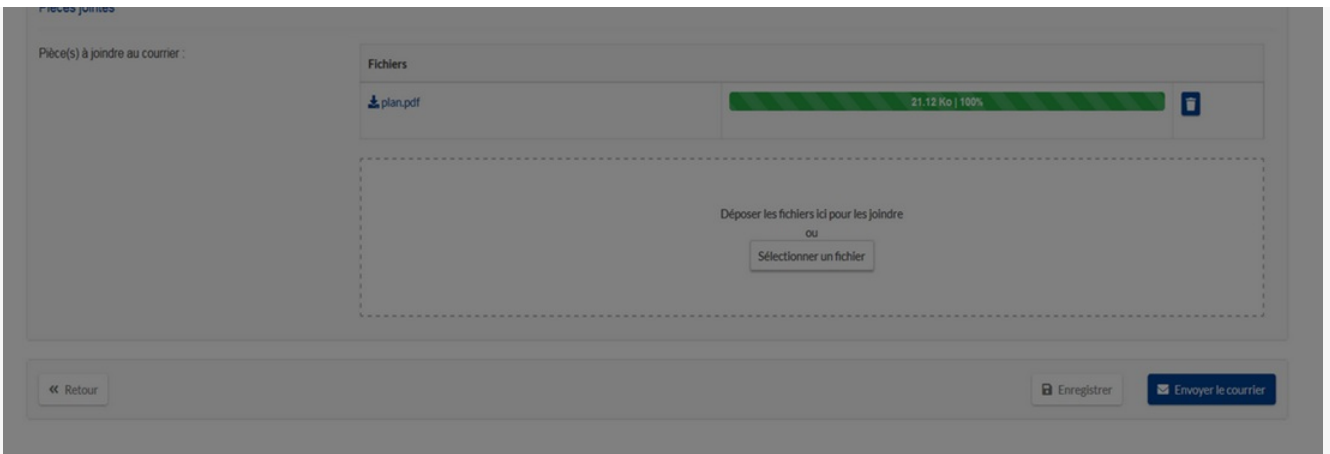 Pièces jointes
Pièce(s) à joindre au courrier :
Fichiers
plan.pdf
21.12 Ko | 100%
Déposer les fichiers ici pour les joindre
ou
Sélectionner un fichier
Retour
Enregistrer
Envoyer le courrier